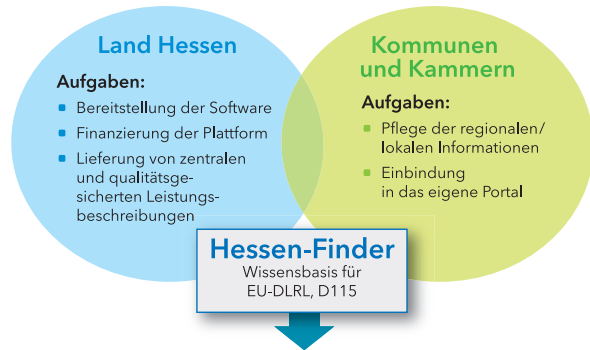 Land Hessen
Aufgaben:
Bereitstellung der Software
Finanzierung der Plattform
Lieferung von zentralen
und qualitätsge-
sicherten Leistungs-
beschreibungen
Kommunen
und Kammern
Aufgaben:
Pflege der regionalen/
lokalen Informationen
Einbindung
in das eigene Portal
Hessen-Finder
Wissensbasis für
EU-DLRL, D115